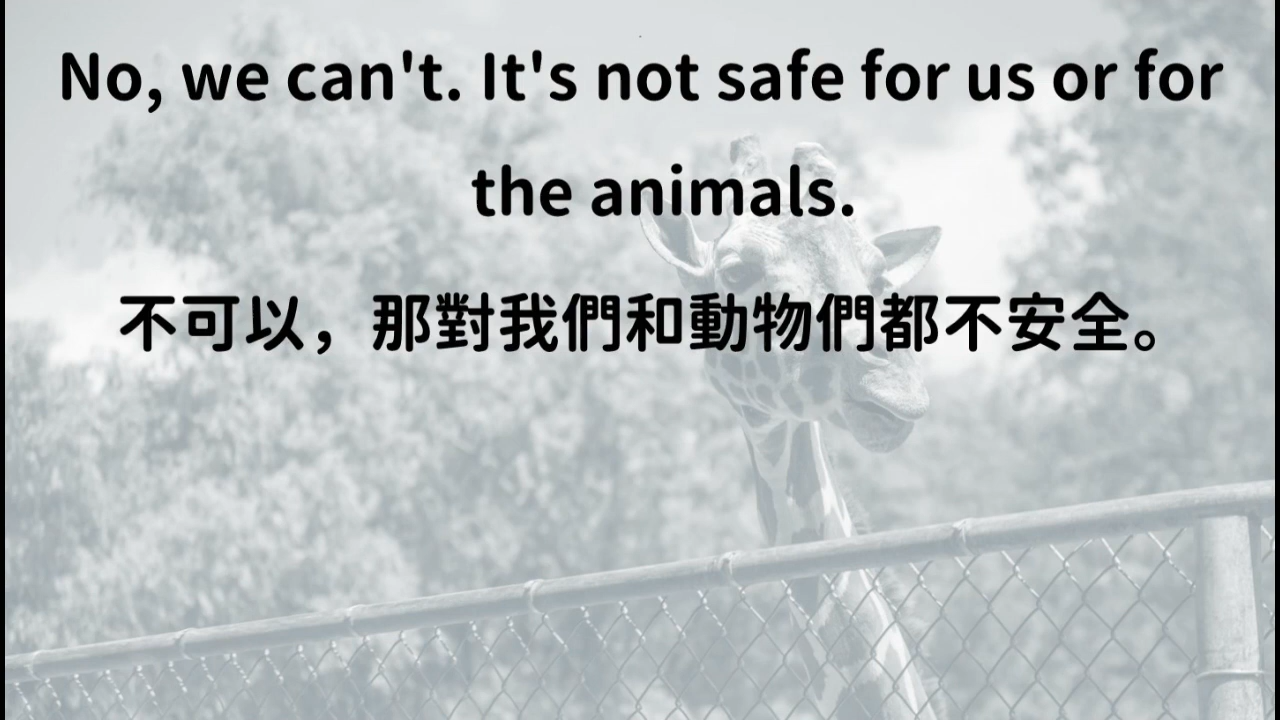 No, we can't. It's not safe for us or for
the animals.
不可以，那對我們和動物們都不安全。